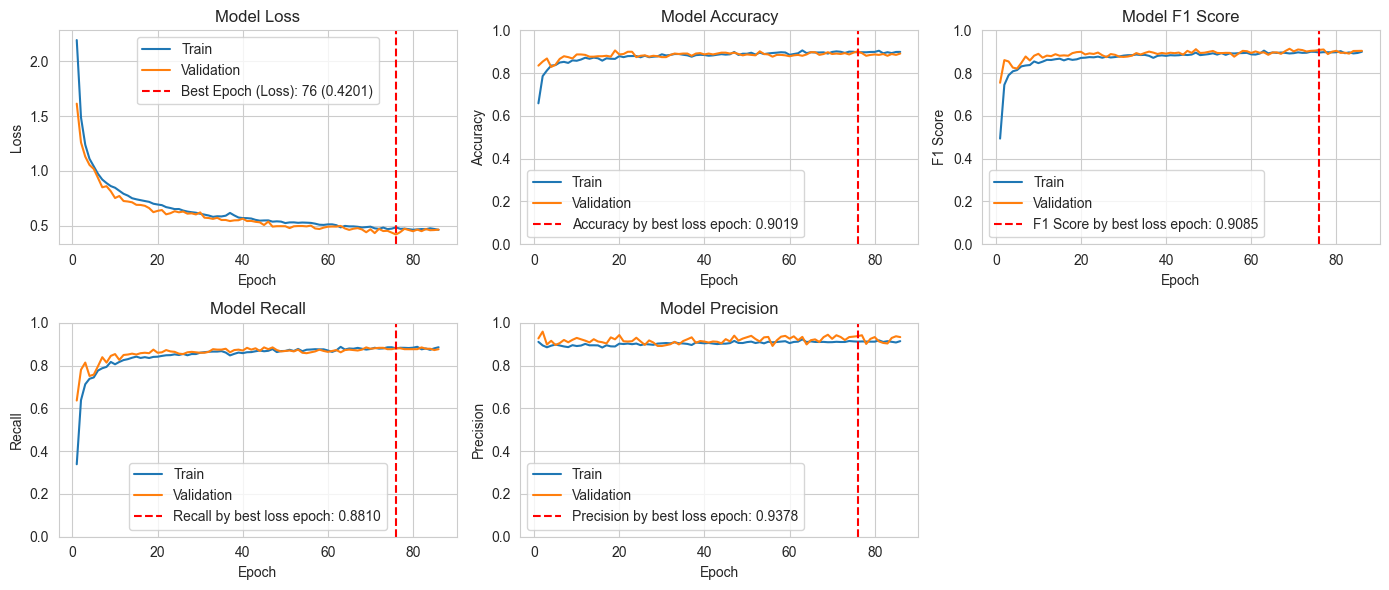 Model Loss
Loss
2.0
1.5
1.0
0.5
Train
Validation
Best Epoch (Loss): 76 (0.4201)
0 20 40 60 80
Epoch
Model Accuracy
Accuracy
1.0
0.8
0.6
0.4
0.2
0.0
Train
Validation
Accuracy by best loss epoch: 0.9019
0 20 40 60 80
Epoch
Model F1 Score
F1 Score
1.0
0.8
0.6
0.4
0.2
0.0
Train
Validation
F1 Score by best loss epoch: 0.9085
0 20 40 60 80
Epoch
Model Recall
Recall
1.0
0.8
0.6
0.4
0.2
0.0
Train
Validation
Recall by best loss epoch: 0.8810
0 20 40 60 80
Epoch
Model Precision
Precision
1.0
0.8
0.6
0.4
0.2
0.0
Train
Validation
Precision by best loss epoch: 0.9378
0 20 40 60 80
Epoch